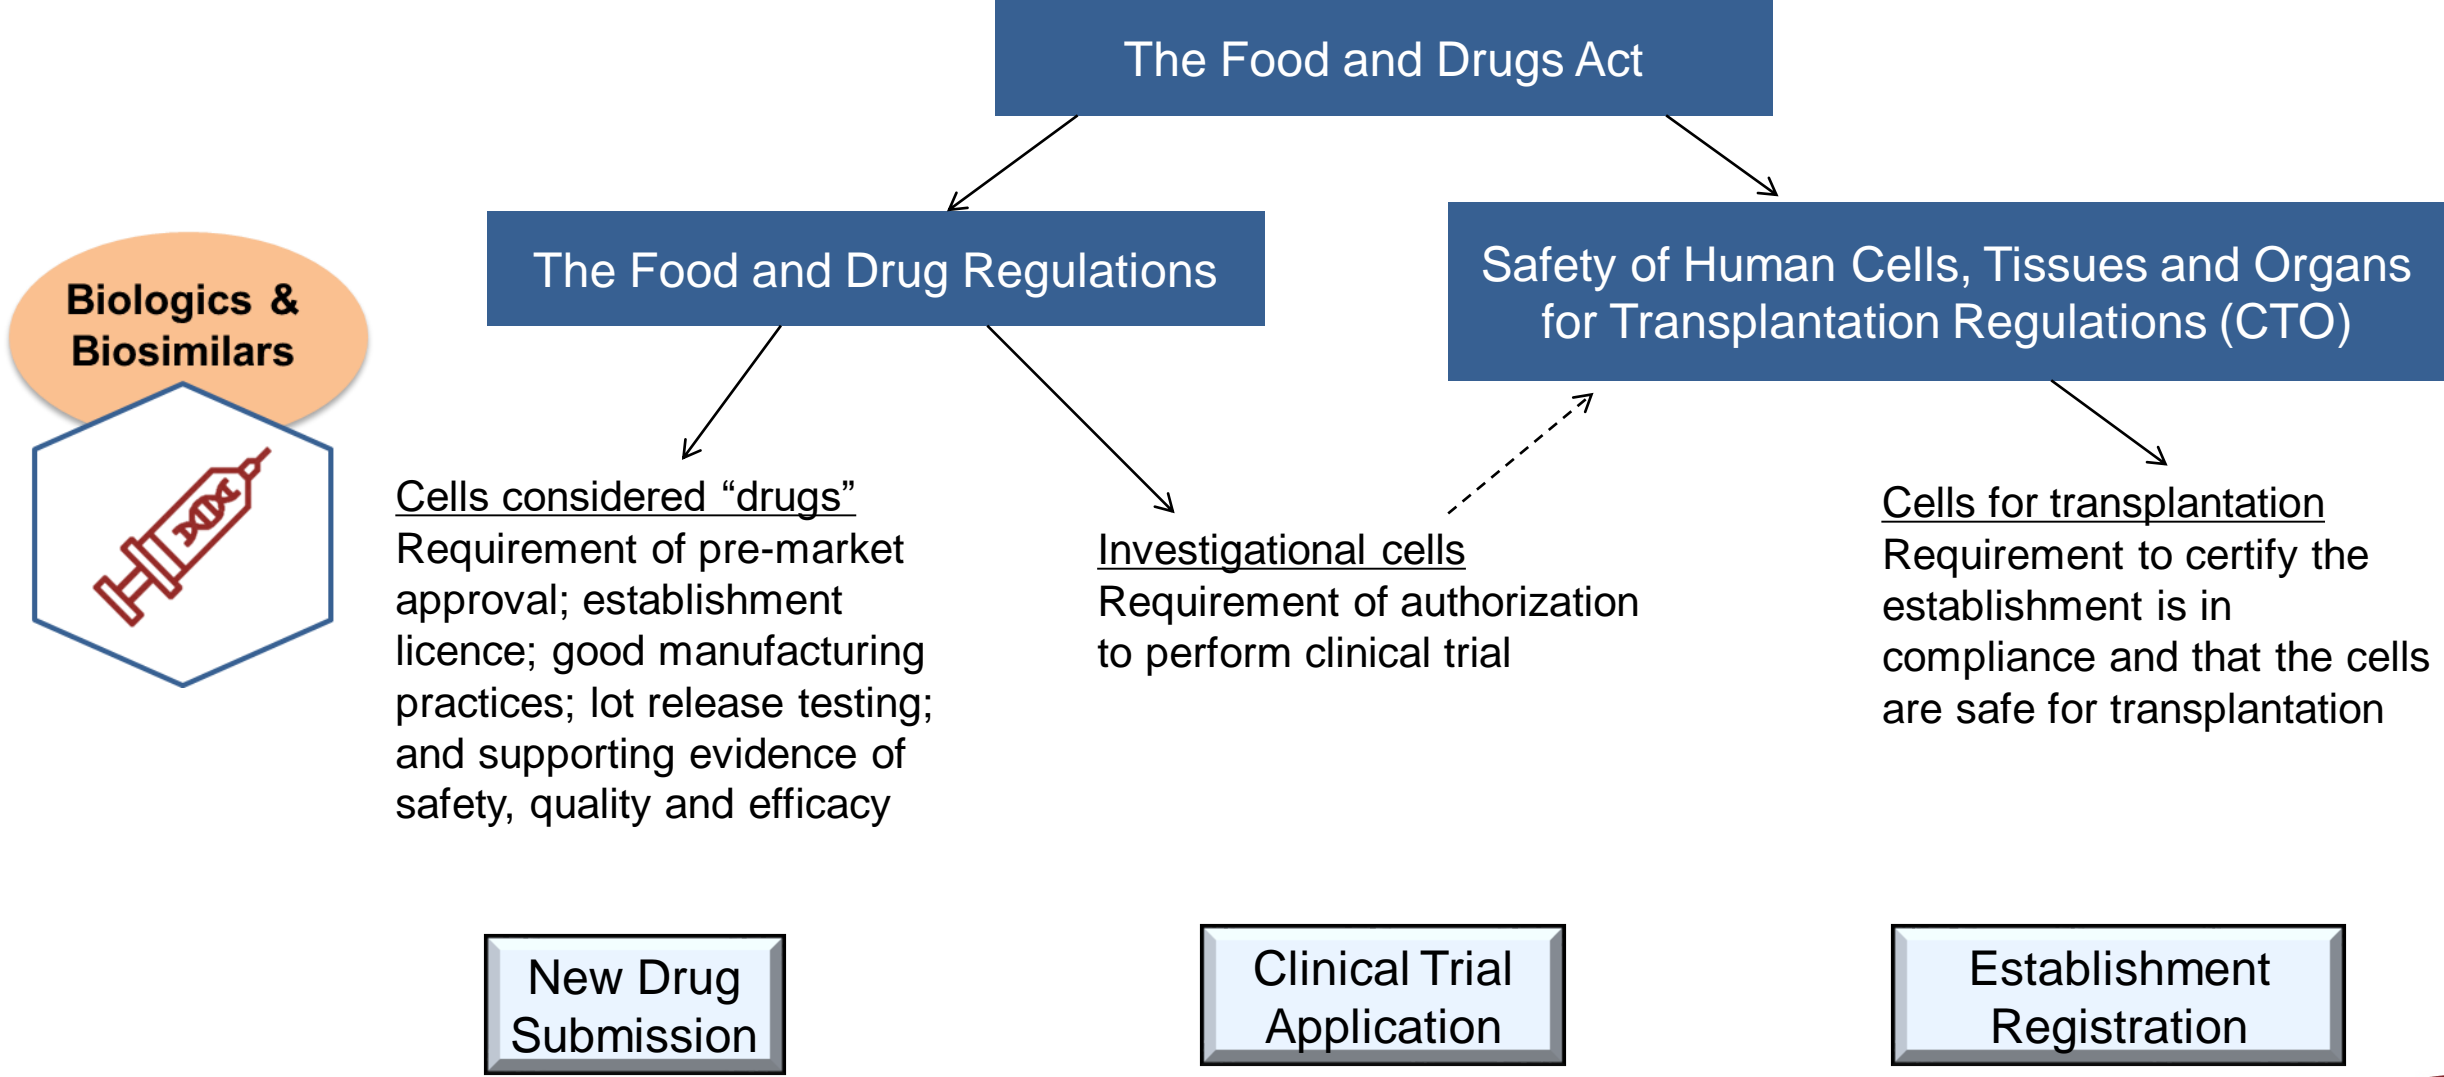 The Food and Drugs Act
The Food and Drug Regulations
Safety of Human Cells, Tissues and Organs
for Transplantation Regulations (CTO)
Biologics &
Biosimilars
Cells considered “drugs”
Requirement of pre-market
approval; establishment
licence; good manufacturing
practices; lot release testing;
and supporting evidence of
safety, quality and efficacy
Investigational cells
Requirement of authorization
to perform clinical trial
Cells for transplantation
Requirement to certify the
establishment is in
compliance and that the cells
are safe for transplantation
New Drug
Submission
Clinical Trial
Application
Establishment
Registration